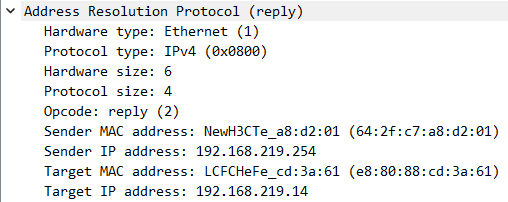 Address Resolution Protocol (reply)
Hardware type: Ethernet (1)
Protocol type: IPv4 (0x0800)
Hardware size: 6
Protocol size: 4
Opcode: reply (2)
Sender MAC address: NewH3CTe_a8:d2:01 (64:2f:c7:a8:d2:01)
Sender IP address: 192.168.219.254
Target MAC address: LCFCHeFe_cd:3a:61 (e8:80:88:cd:3a:61)
Target IP address: 192.168.219.14